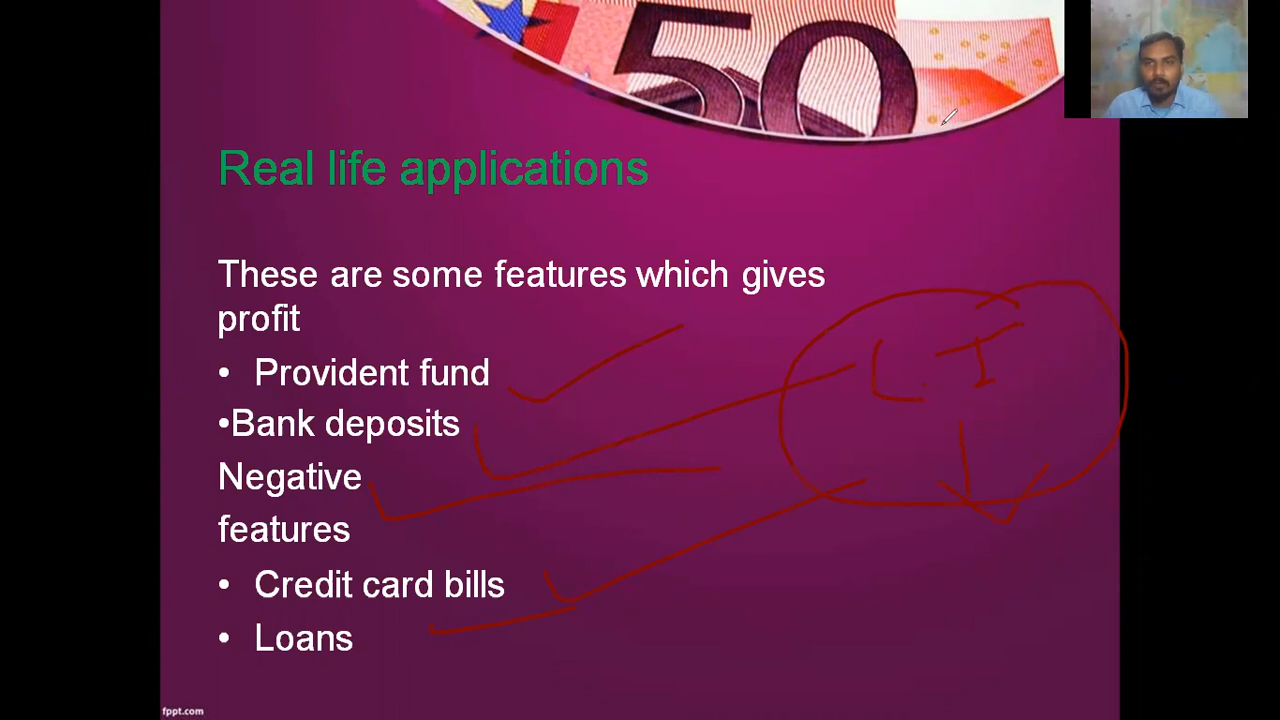 50
Real life applications
These are some features which gives
profit
• Provident fund
•Bank deposits
Negative
features
• Credit card bills
• Loans
L. I
fppt.com